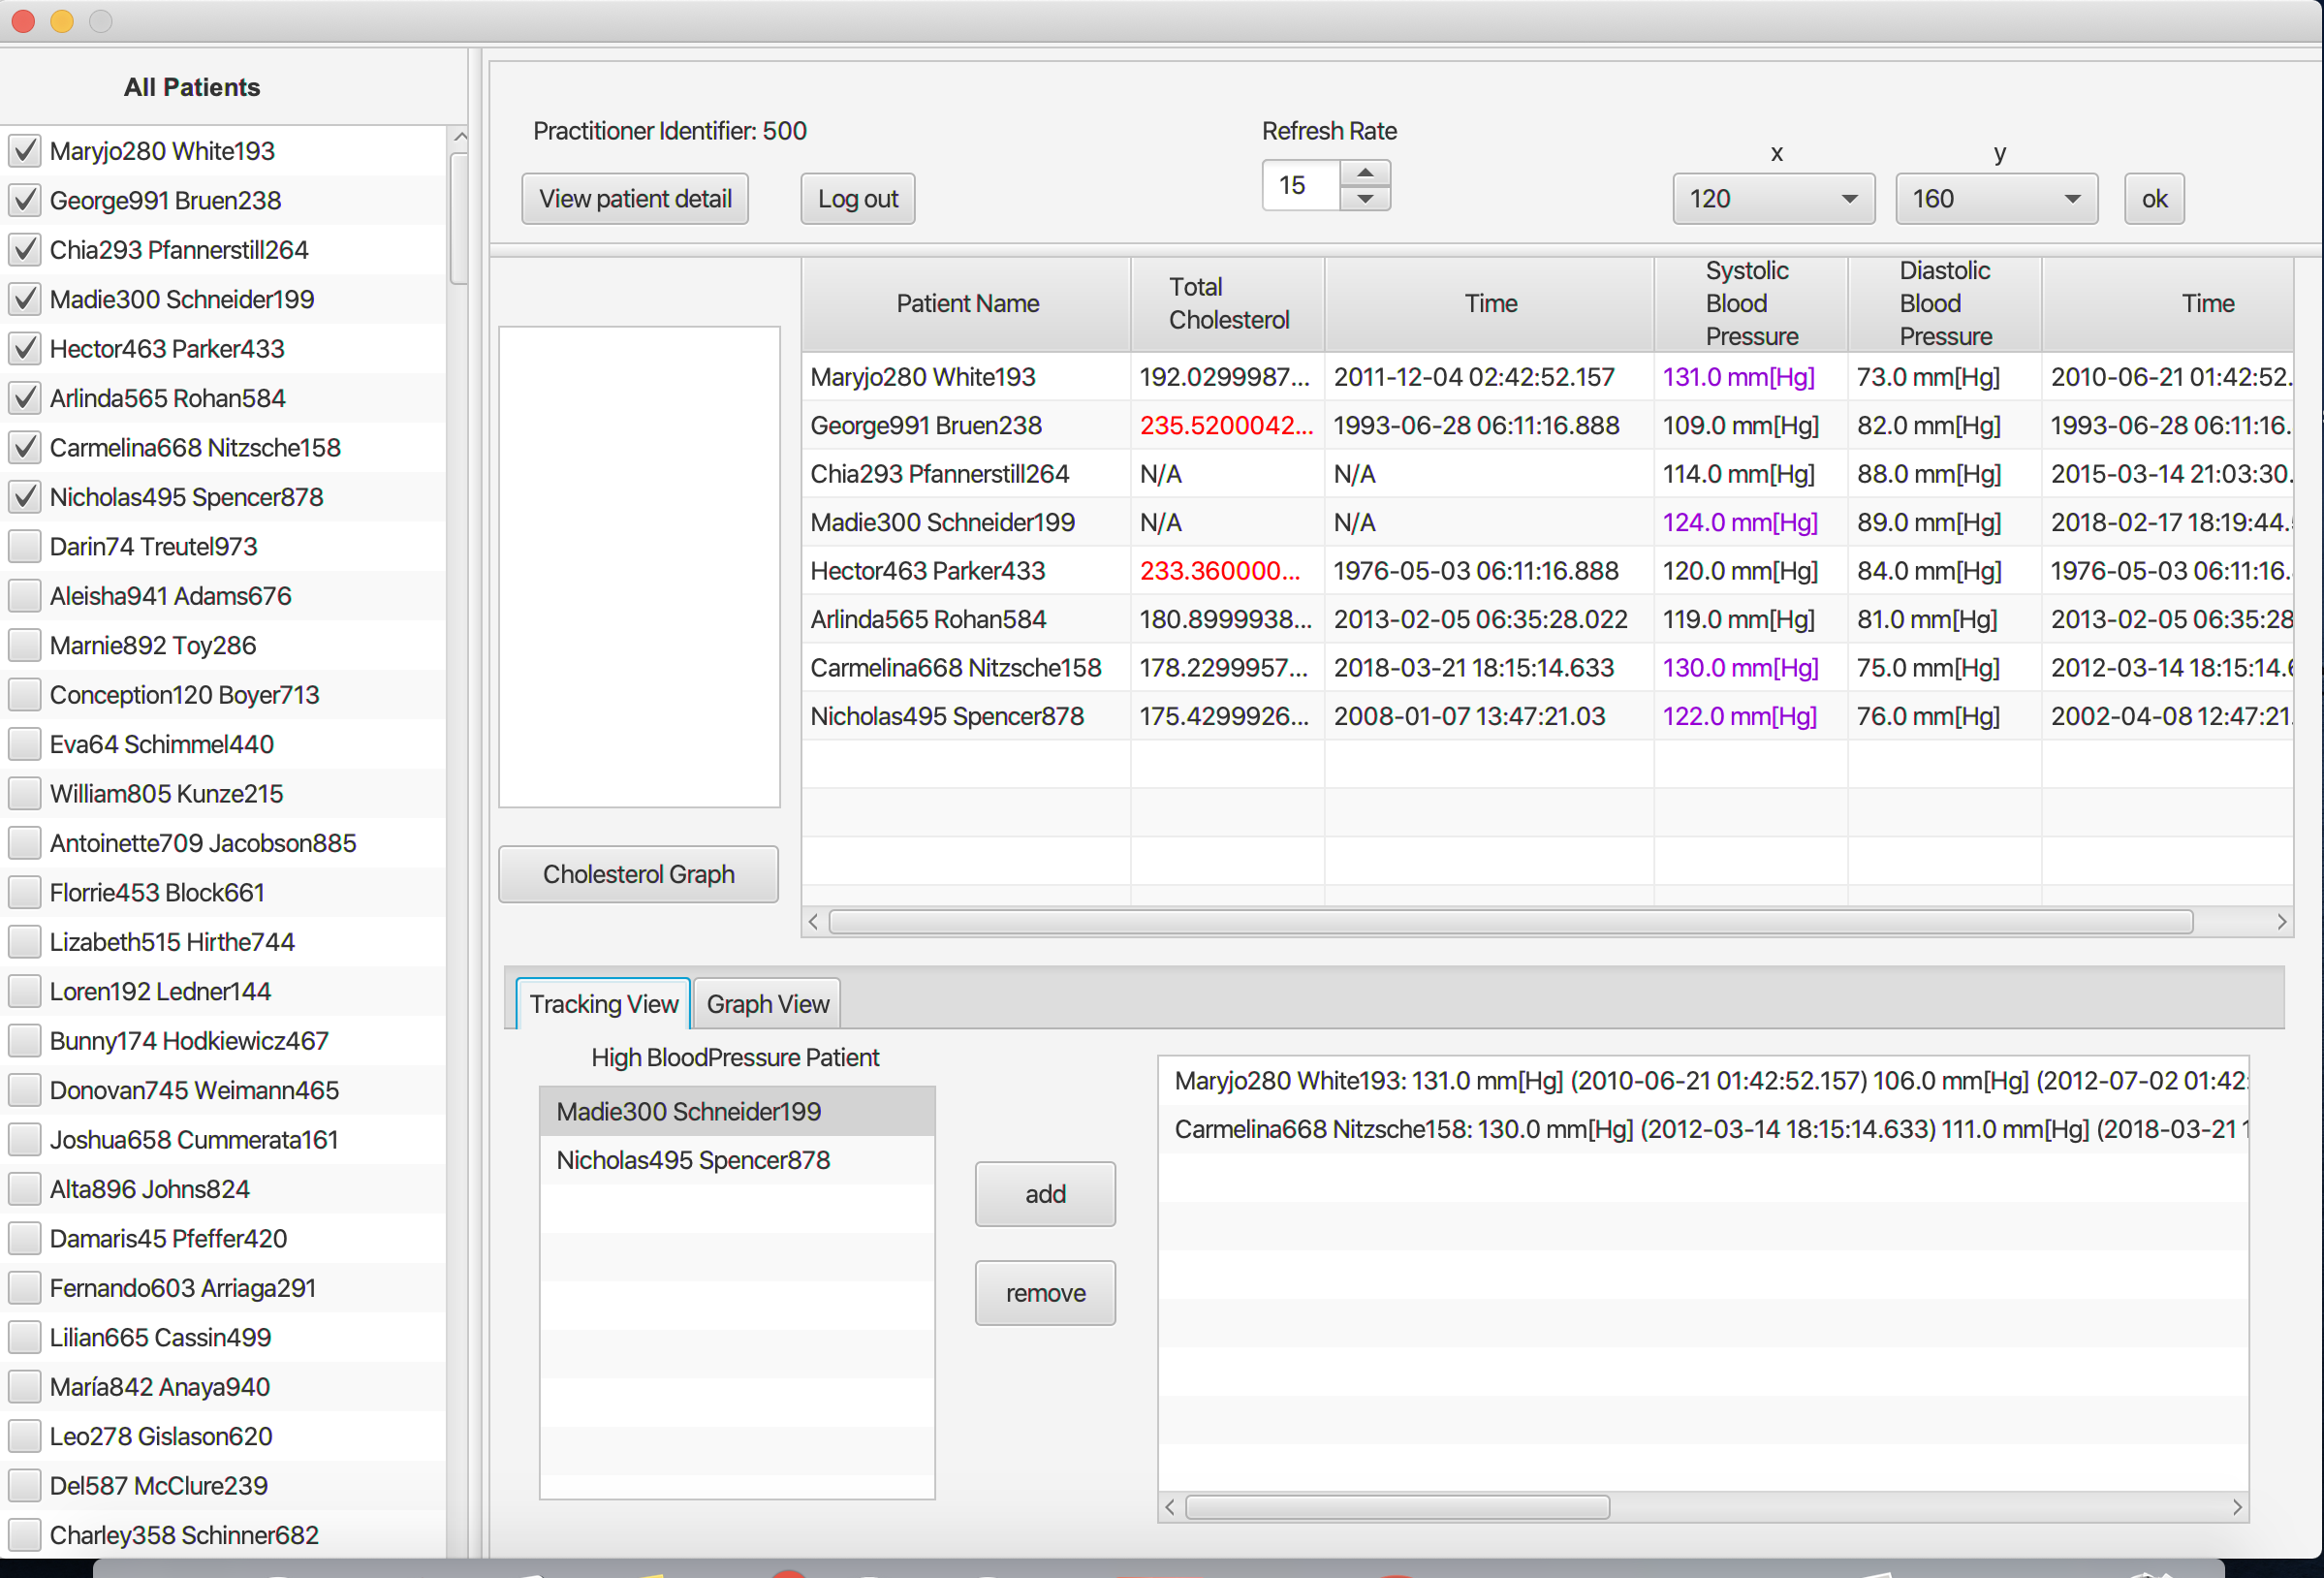 All Patients
Maryjo280 White193
George991 Bruen238
Chia293 Pfannerstill264
Madie300 Schneider199
Hector463 Parker433
Arlinda565 Rohan584
Carmelina668 Nitzsche158
Nicholas495 Spencer878
Darin74 Treutel973
Aleisha941 Adams676
Marnie892 Toy286
Conception120 Boyer713
Eva64 Schimmel440
William805 Kunze215
Antoinette709 Jacobson885
Florrie453 Block661
Lizabeth515 Hirthe744
Loren192 Ledner144
Bunny174 Hodkiewicz467
Donovan745 Weimann465
Joshua658 Cummerata161
Alta896 Johns824
Damaris45 Pfeffer420
Fernando603 Arriaga291
Lilian665 Cassin499
María842 Anaya940
Leo278 Gislason620
Del587 McClure239
Charley358 Schinner682
Practitioner Identifier: 500
View patient detail Log out
Refresh Rate
15
x y
120 160 ok
Patient Name Total Cholesterol Time Systolic Blood Pressure Diastolic Blood Pressure Time
Maryjo280 White193 192.0299987... 2011-12-04 02:42:52.157 131.0 mm[Hg] 73.0 mm[Hg] 2010-06-21 01:42:52.
George991 Bruen238 235.5200042... 1993-06-28 06:11:16.888 109.0 mm[Hg] 82.0 mm[Hg] 1993-06-28 06:11:16.
Chia293 Pfannerstill264 N/A N/A 114.0 mm[Hg] 88.0 mm[Hg] 2015-03-14 21:03:30.
Madie300 Schneider199 N/A N/A 124.0 mm[Hg] 89.0 mm[Hg] 2018-02-17 18:19:44.
Hector463 Parker433 233.360000... 1976-05-03 06:11:16.888 120.0 mm[Hg] 84.0 mm[Hg] 1976-05-03 06:11:16.
Arlinda565 Rohan584 180.8999938... 2013-02-05 06:35:28.022 119.0 mm[Hg] 81.0 mm[Hg] 2013-02-05 06:35:28
Carmelina668 Nitzsche158 178.2299957... 2018-03-21 18:15:14.633 130.0 mm[Hg] 75.0 mm[Hg] 2012-03-14 18:15:14.6
Nicholas495 Spencer878 175.4299926... 2008-01-07 13:47:21.03 122.0 mm[Hg] 76.0 mm[Hg] 2002-04-08 12:47:21.
Cholesterol Graph
Tracking View Graph View
High BloodPressure Patient
Madie300 Schneider199
Nicholas495 Spencer878
add
remove
Maryjo280 White193: 131.0 mm[Hg] (2010-06-21 01:42:52.157) 106.0 mm[Hg] (2012-07-02 01:42:
Carmelina668 Nitzsche158: 130.0 mm[Hg] (2012-03-14 18:15:14.633) 111.0 mm[Hg] (2018-03-21 1